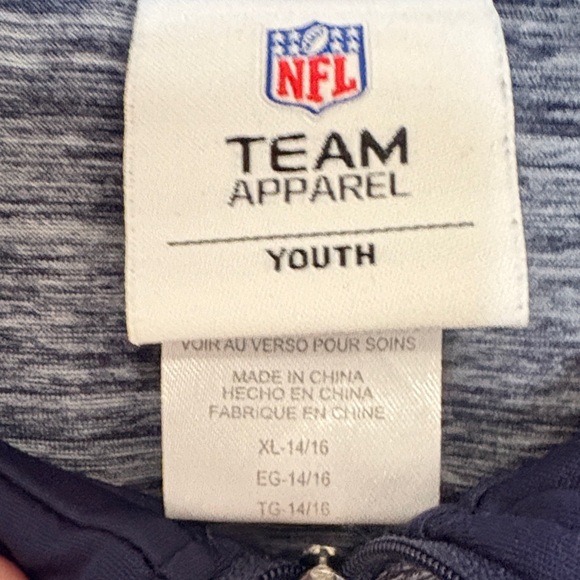 NFL
TEAM
APPAREL
YOUTH
VOIR AU VERSO POUR SOINS
MADE IN CHINA
HECHO EN CHINA
FABRIQUE EN CHINE
XL-14/16
EG-14/16
TG-14/16